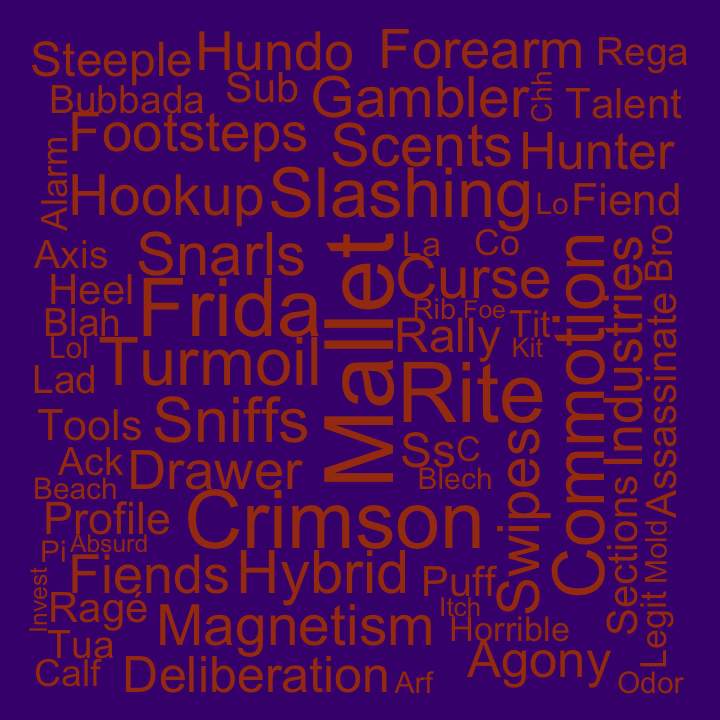 Steeple
Hundo
Forearm
Rega
Bubbada
Sub
Gambler
Chh
Talent
Footsteps
Scents
Hunter
Alarm
Hookup
Slashing
Lo
Fiend
Axis
Snarls
Mallet
La
Co
Curse
Commotion
Industries
Bro
Heel
Frida
Rib
Foe
Blah
Rally
Tit
Assassinate
Lol
Turmoil
Kit
Lad
Rite
Tools
Sniffs
Ack
Drawer
SsC
Swipes
Beach
Blech
Sections
Profile
Crimson
Mold
Pi
Absurd
Fiends
Hybrid
Puff
Invest
Ragé
Magnetism
Itch
Horrible
Legit
Tua
Calf
Deliberation
Arf
Agony
Odor